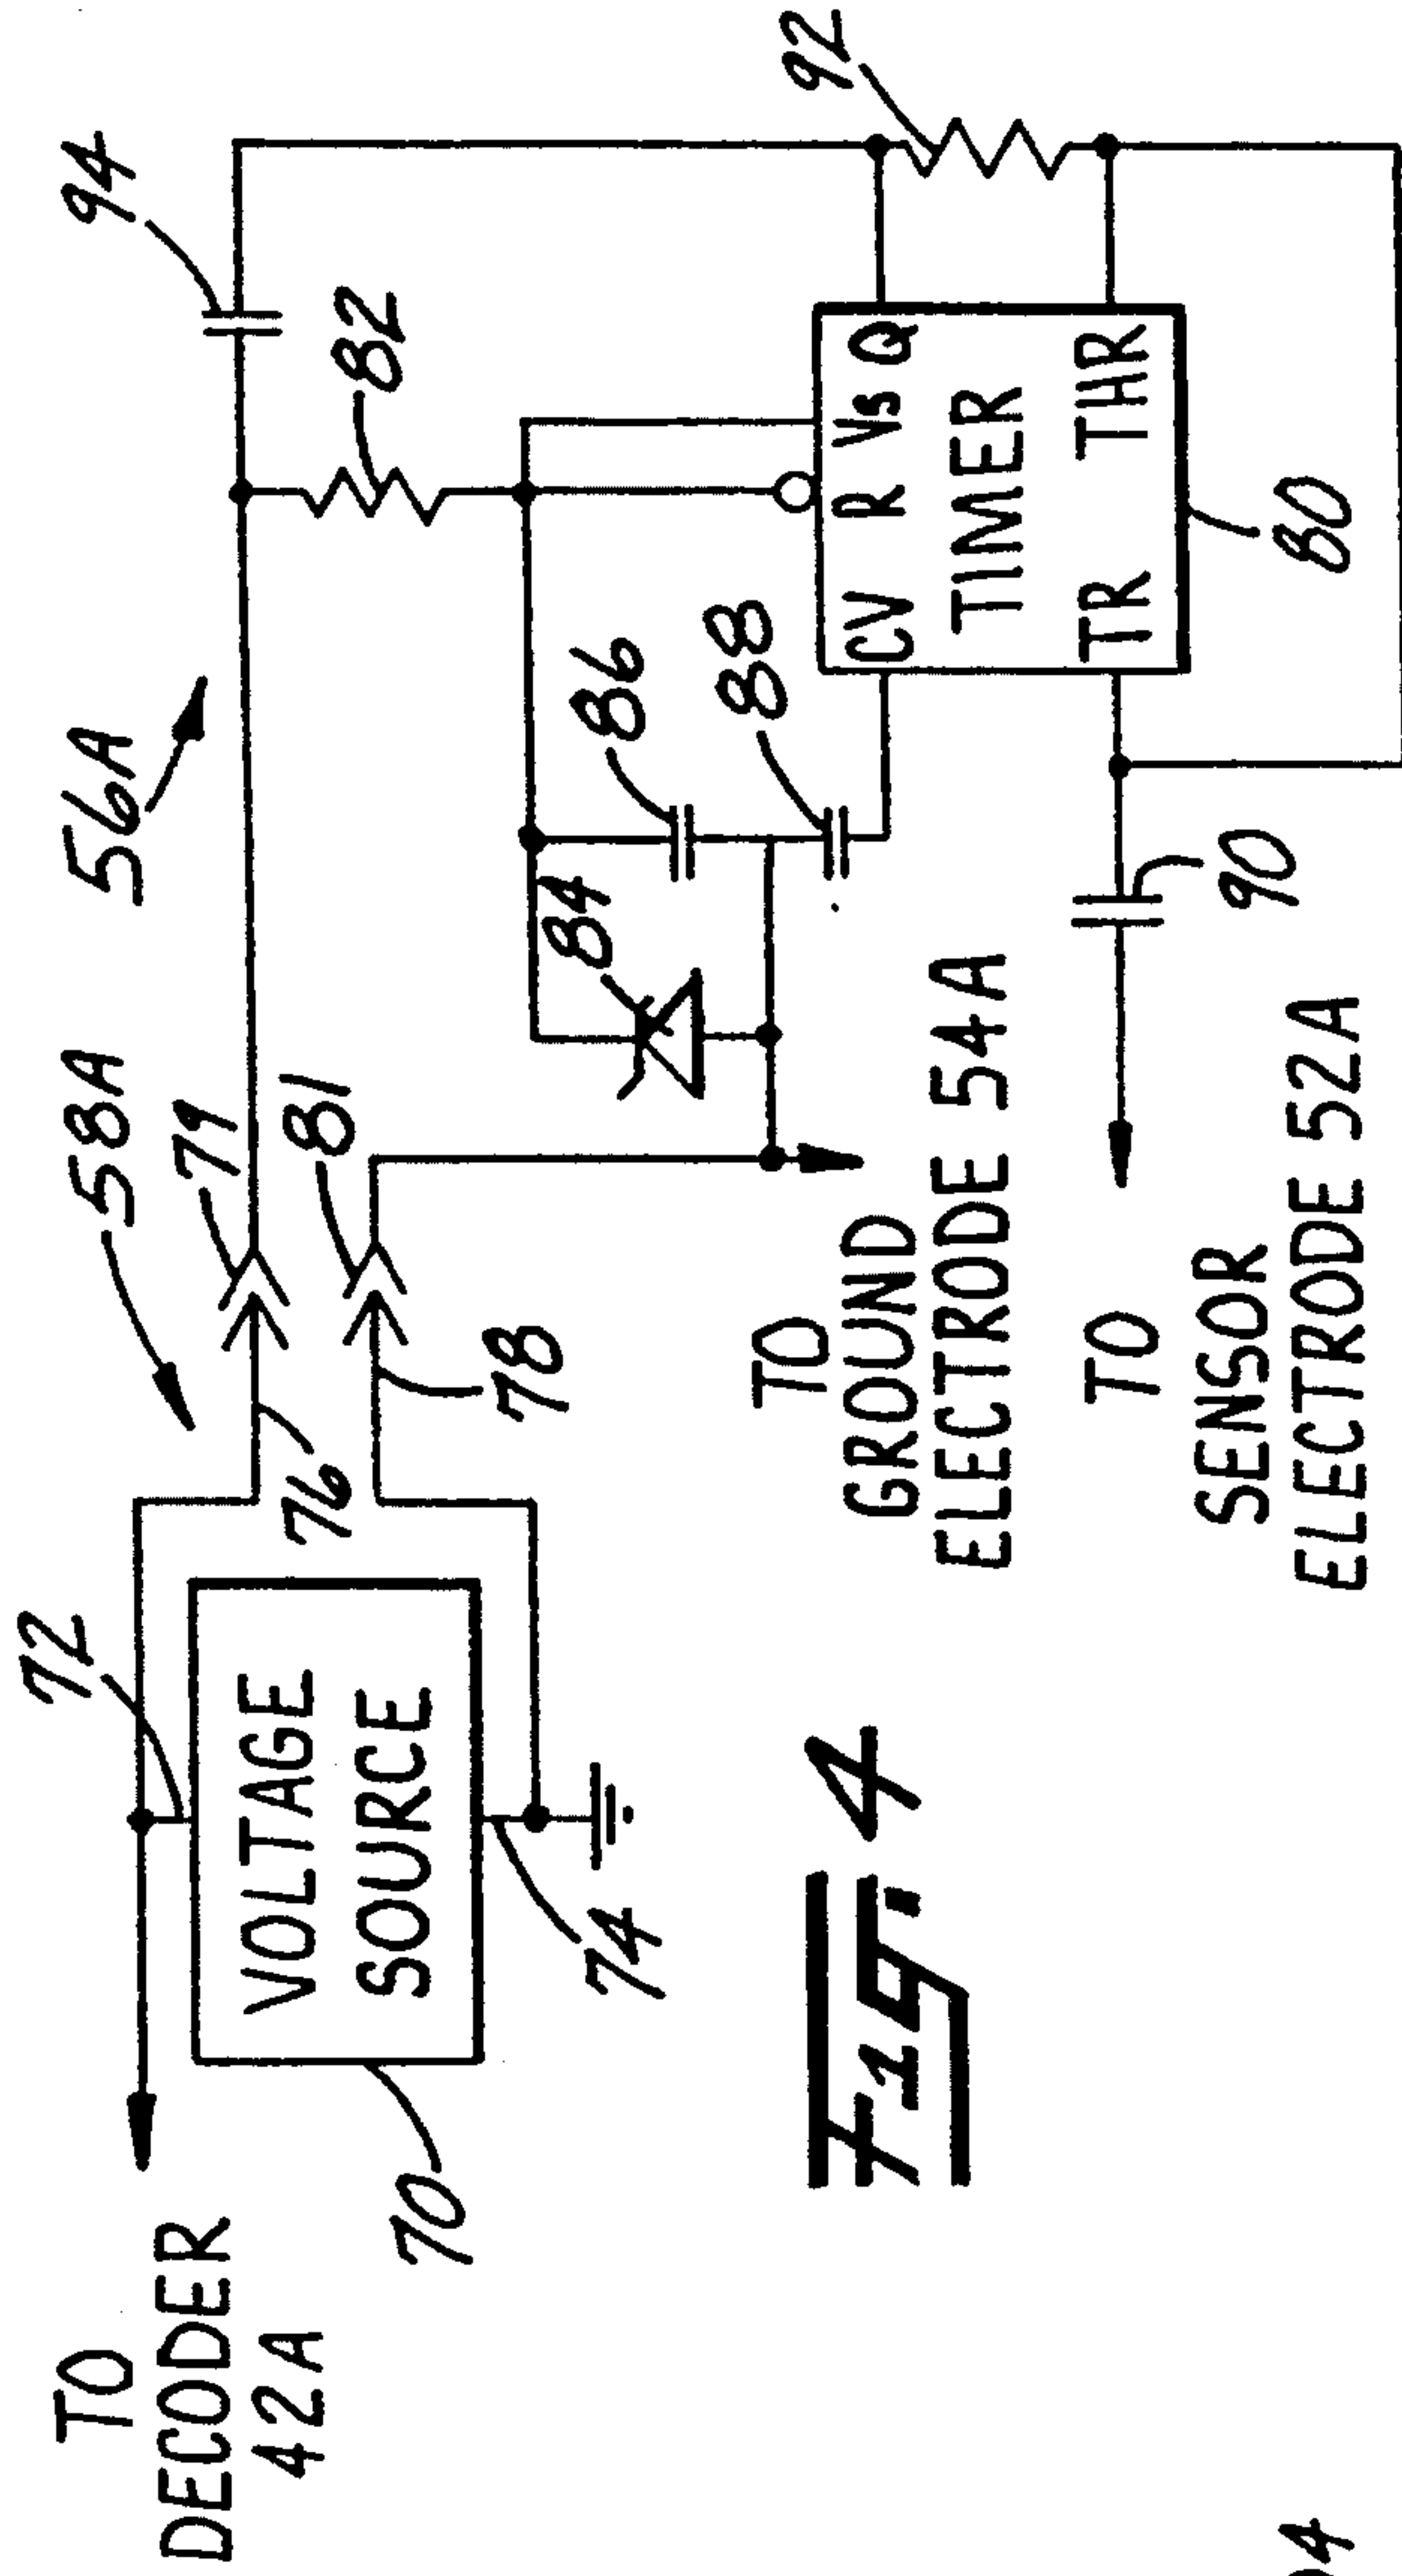 TO
DECODER
42A
72
VOLTAGE
SOURCE
70
74
76
78
58A
79
81
56A
94
82
84
86
88
92
CV R Vs Q
TIMER
TR THR
80
90
TO
GROUND
ELECTRODE 54A
TO
SENSOR
ELECTRODE 52A
Fig. 4